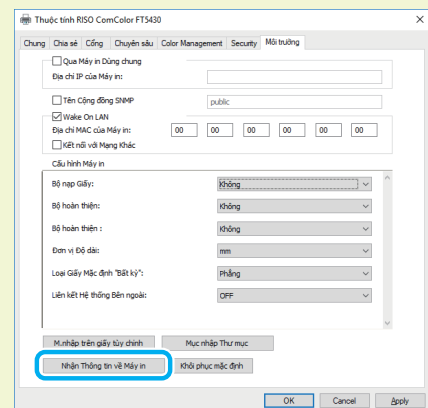 Thuộc tính RISO ComColor FT5430
Chung Chia sẻ Cổng Chuyên sâu Color Management Security Môi trường
Qua Máy in Dùng chung
Địa chỉ IP của Máy in:
Tên Cộng đồng SNMP public
Wake On LAN
Địa chỉ MAC của Máy in: 00 00 00 00 00 00
Kết nối với Mạng Khác
Cấu hình Máy in
Bộ nạp Giấy: Không
Bộ hoàn thiện: Không
Bộ hoàn thiện : Không
Đơn vị Độ dài: mm
Loại Giấy Mặc định "Bất kỳ": Phẳng
Liên kết Hệ thống Bên ngoài: OFF
M.nhập trên giấy tùy chỉnh Mục nhập Thư mục
Nhận Thông tin về Máy in Khôi phục mặc định
OK Cancel Apply